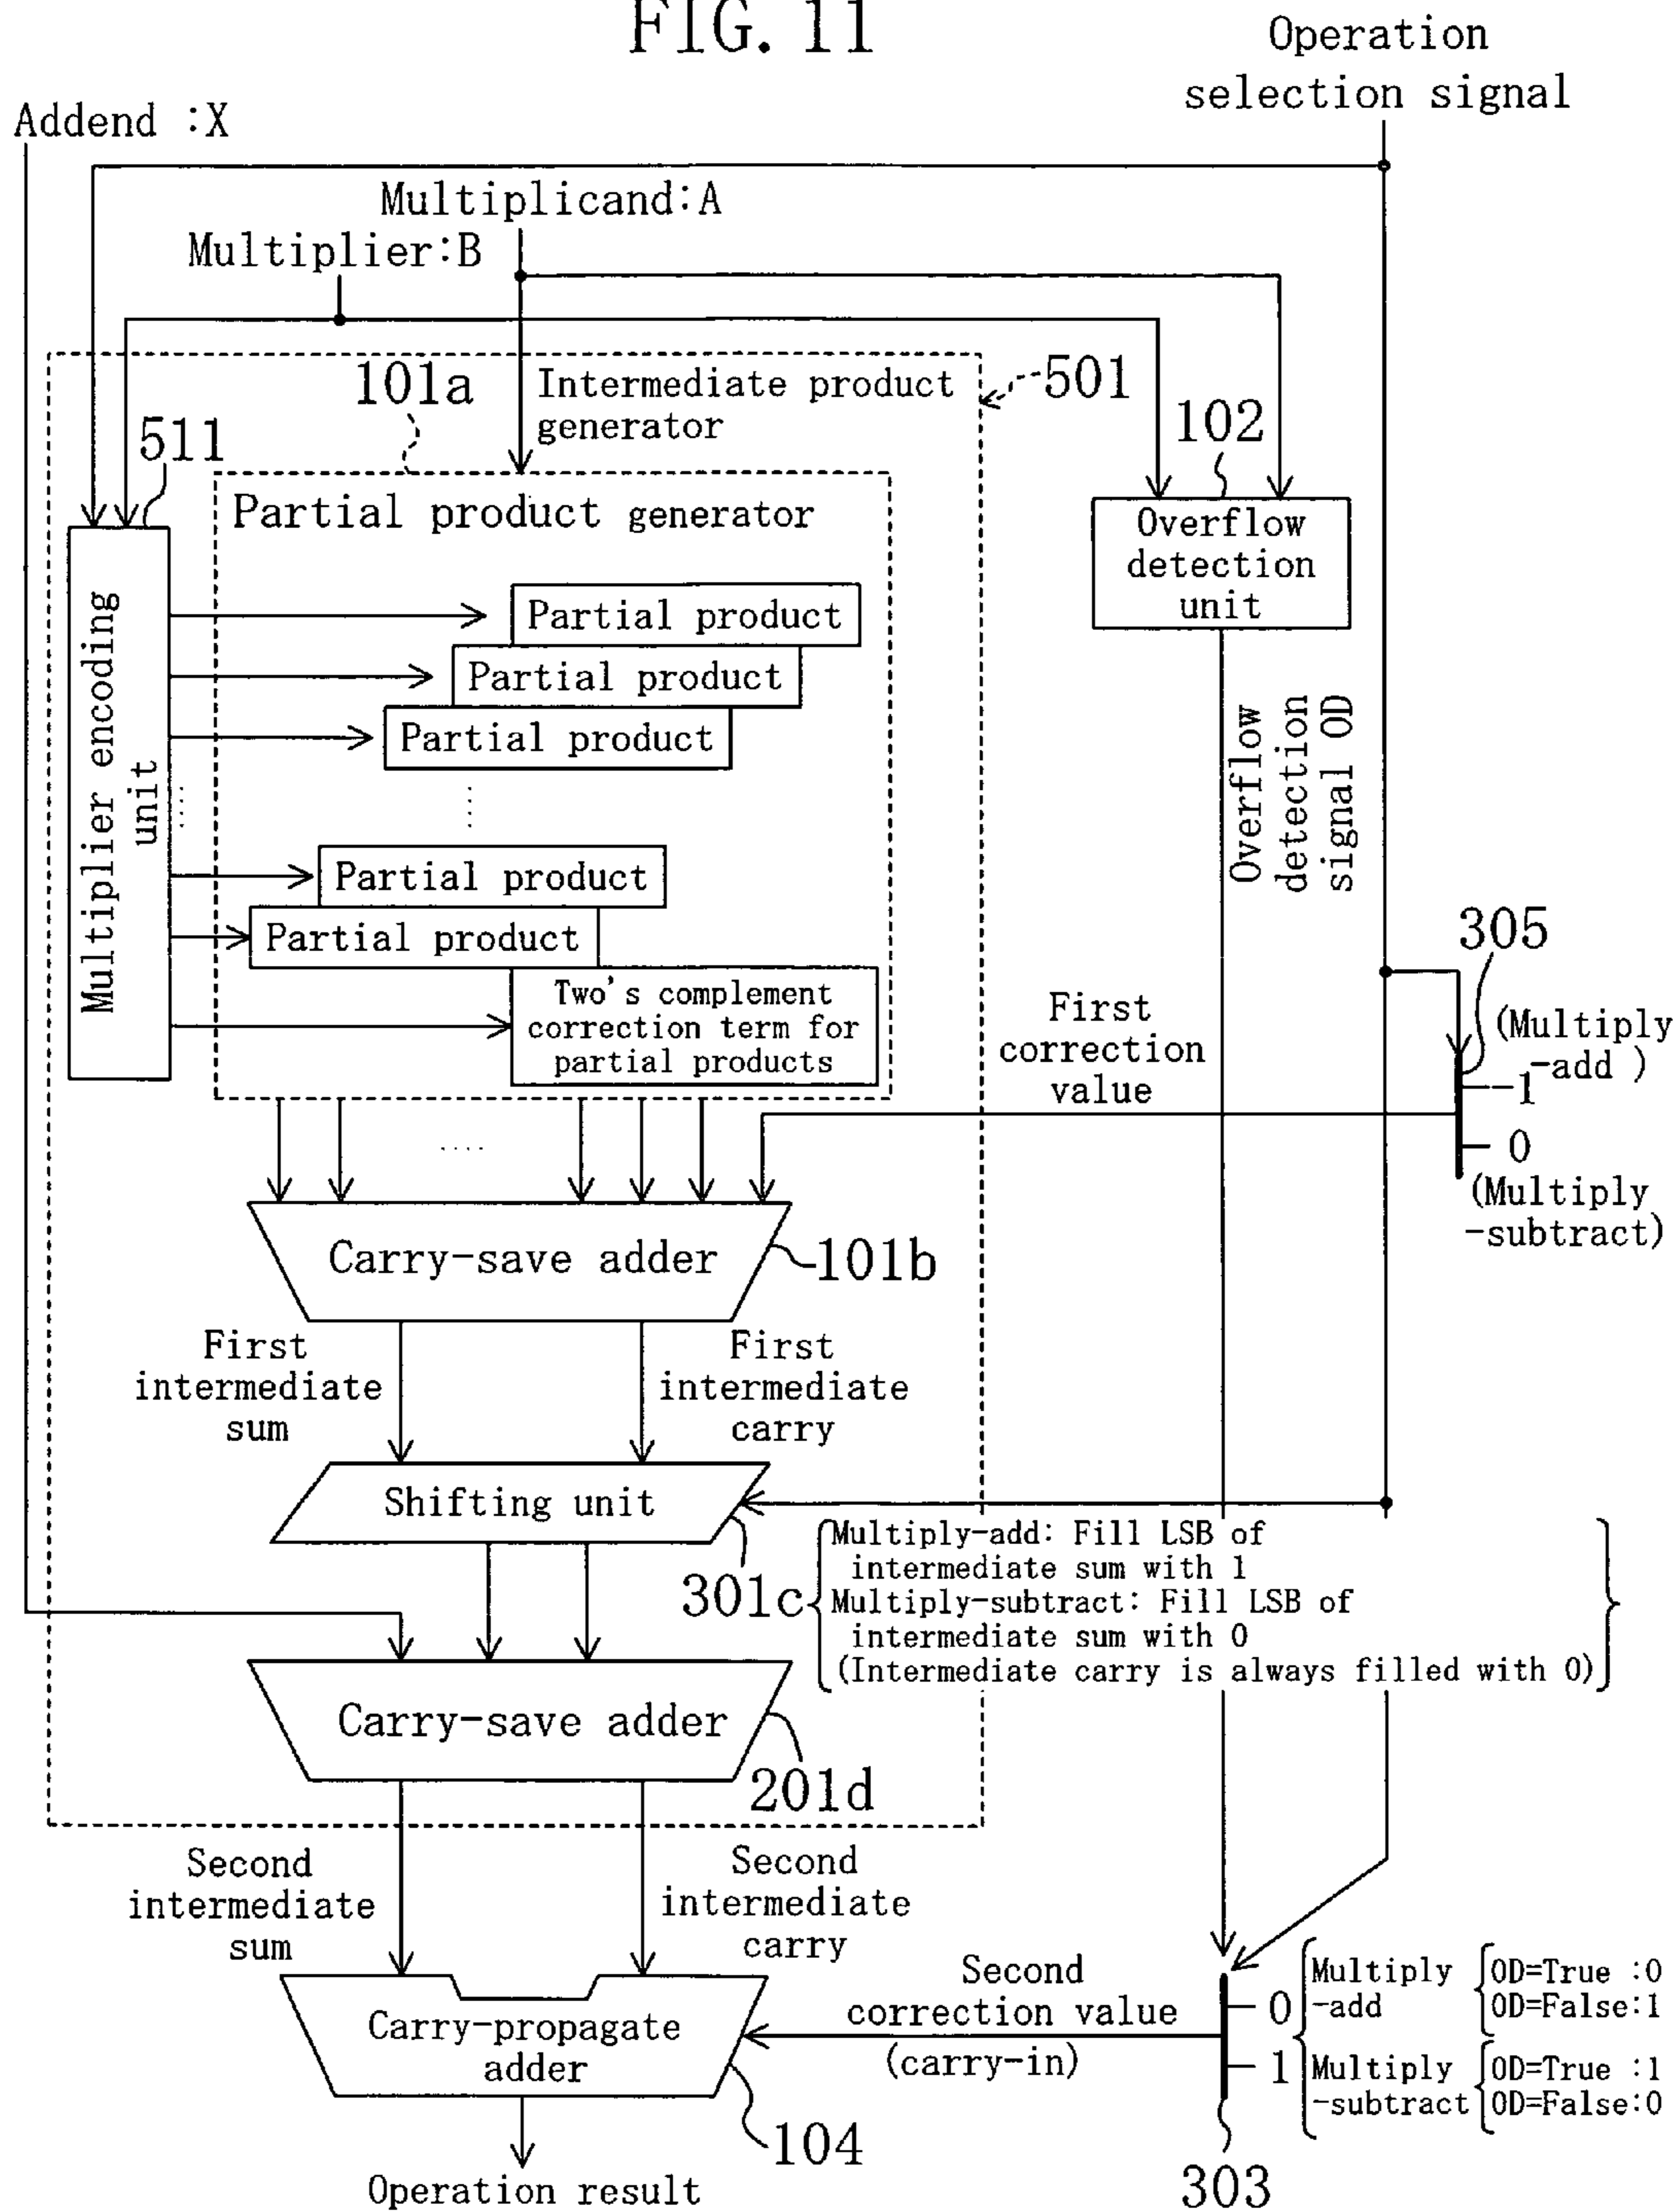 FIG. 11
Operation
selection signal
Addend :X
Multiplicand:A
Multiplier:B
501
101a
Intermediate product
generator
511
102
Partial product generator
Overflow
detection
unit
Multiplier encoding
unit
Partial product
Partial product
Partial product
Partial product
Partial product
Two's complement
correction term for
partial products
Overflow
detection
signal OD
305
First
correction
value
(Multiply
-add )
-1
0
(Multiply
-subtract)
Carry-save adder
101b
First
intermediate
sum
First
intermediate
carry
Shifting unit
301c
Multiply-add: Fill LSB of
intermediate sum with 1
Multiply-subtract: Fill LSB of
intermediate sum with 0
(Intermediate carry is always filled with 0)
Carry-save adder
201d
Second
intermediate
sum
Second
intermediate
carry
Carry-propagate
adder
104
Second
correction value
(carry-in)
0
1
Multiply
-add
OD=True :0
OD=False:1
Multiply
-subtract
OD=True :1
OD=False:0
303
Operation result